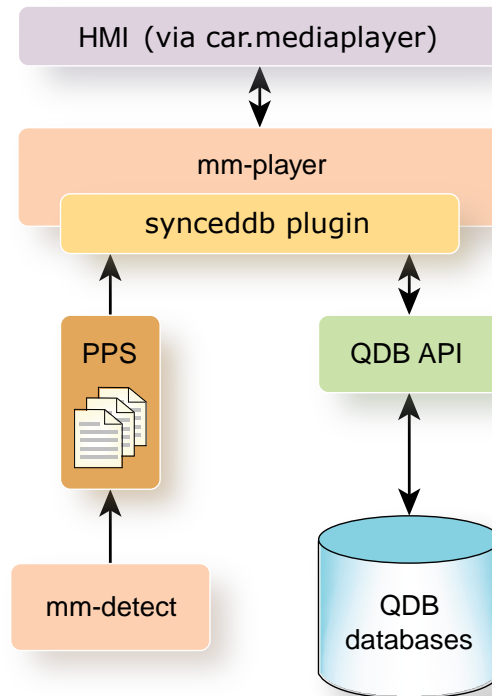 HMI (via car.mediaplayer)
mm-player
synceddb plugin
PPS
QDB API
mm-detect
QDB
databases